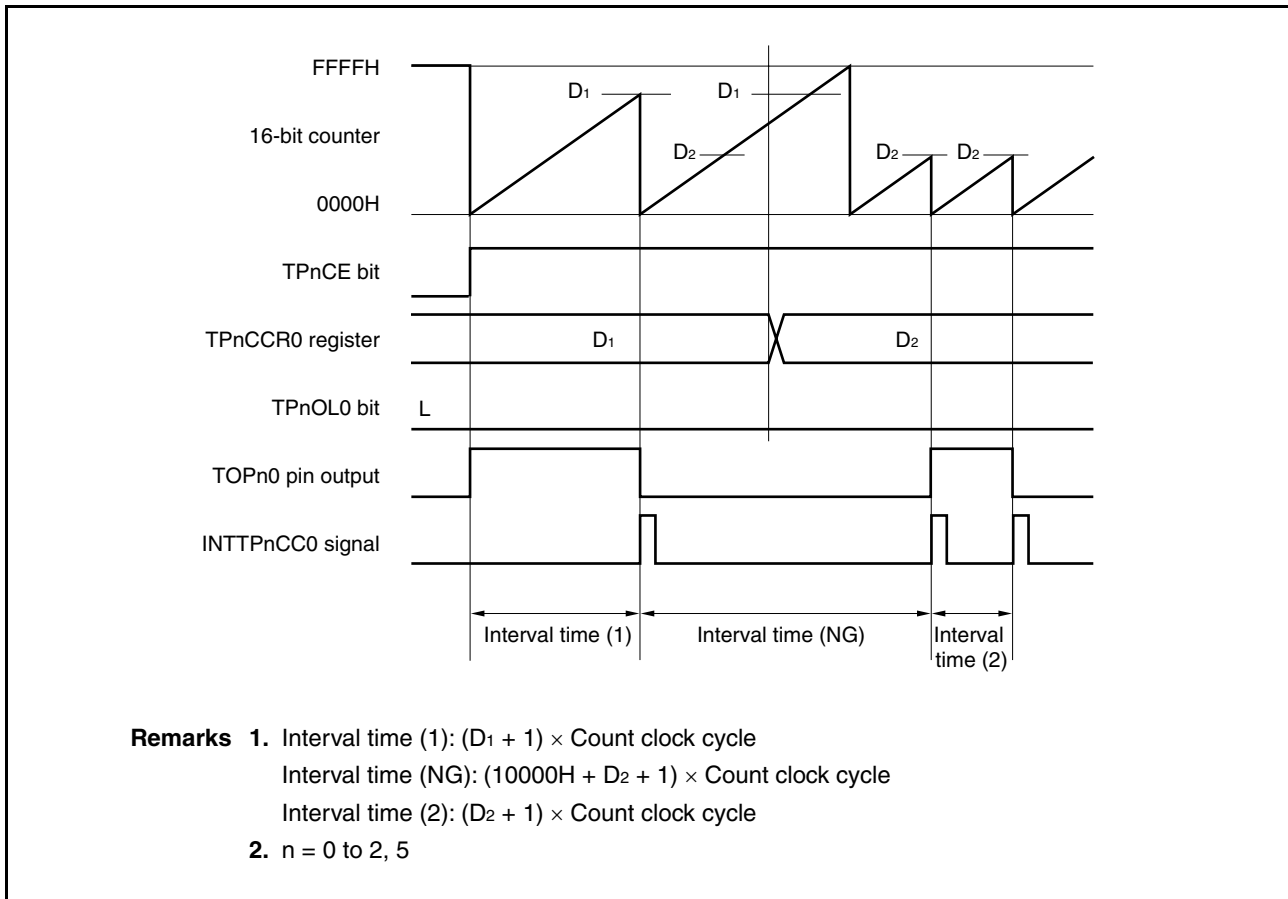 FFFFH
D1 D1
16-bit counter
D2 D2 D2
0000H
TPnCE bit
TPnCCR0 register D1 D2
TPnOL0 bit L
TOPn0 pin output
INTTPnCC0 signal
Interval time (1) Interval time (NG) Interval
time (2)
Remarks 1. Interval time (1): (D1 + 1) × Count clock cycle
Interval time (NG): (10000H + D2 + 1) × Count clock cycle
Interval time (2): (D2 + 1) × Count clock cycle
2. n = 0 to 2, 5